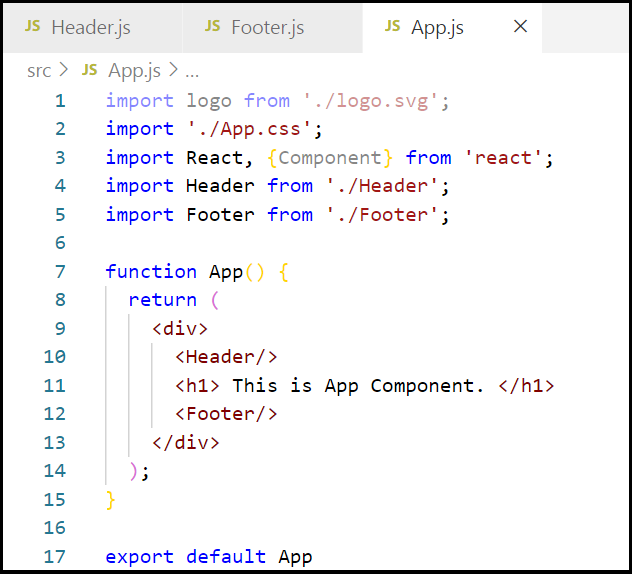 JS Header.js JS Footer.js JS App.js ×
src > JS App.js > ...
1 import logo from './logo.svg';
2 import './App.css';
3 import React, {Component} from 'react';
4 import Header from './Header';
5 import Footer from './Footer';
6
7 function App() {
8 return (
9 <div>
10 <Header/>
11 <h1> This is App Component. </h1>
12 <Footer/>
13 </div>
14 );
15 }
16
17 export default App